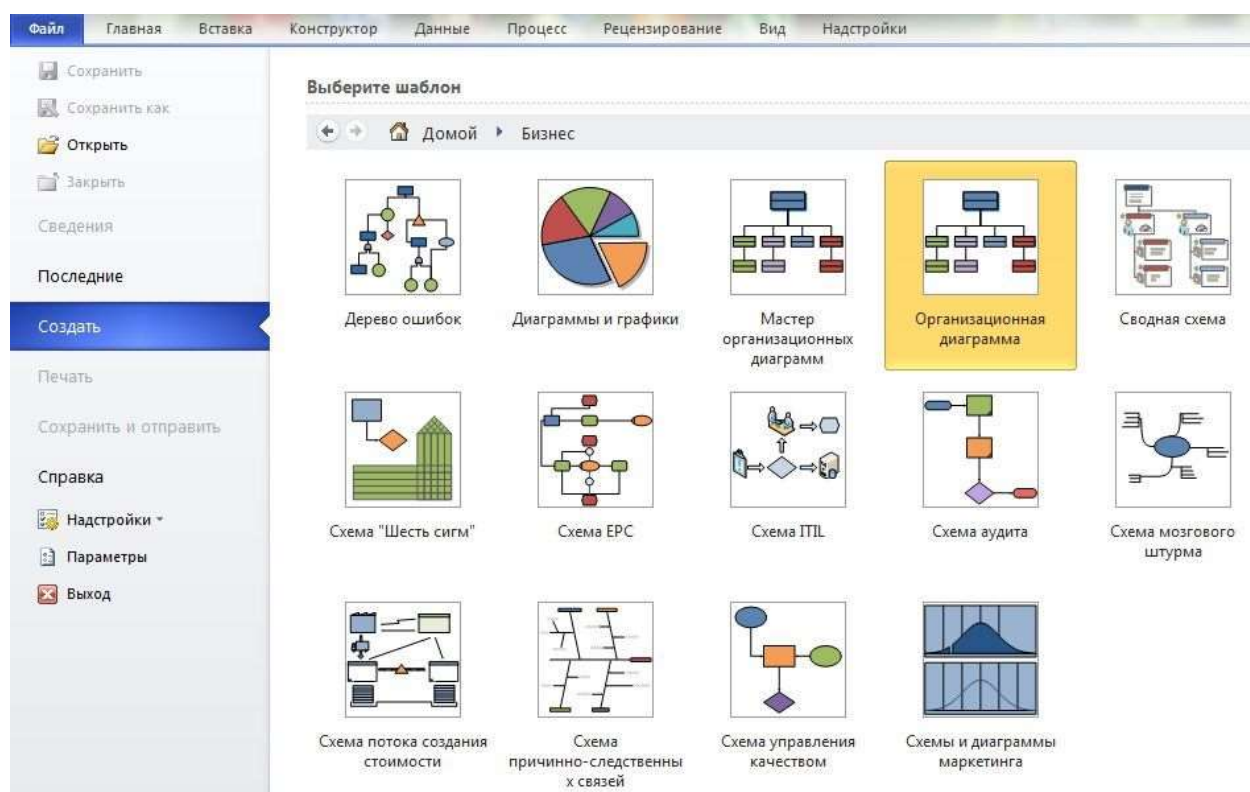 Файл Главная Вставка Конструктор Данные Процесс Рецензирование Вид Надстройки
Сохранить
Сохранить как
Открыть
Закрыть
Сведения
Последние
Создать
Печать
Сохранить и отправить
Справка
Надстройки
Параметры
Выход
Выберите шаблон
Домой Бизнес
Дерево ошибок
Диаграммы и графики
Мастер
организационных
диаграмм
Организационная
диаграмма
Сводная схема
Схема "Шесть сигм"
Схема EPC
Схема ITIL
Схема аудита
Схема мозгового
штурма
Схема потока создания
стоимости
Схема
причинно-следственны
х связей
Схема управления
качеством
Схемы и диаграммы
маркетинга